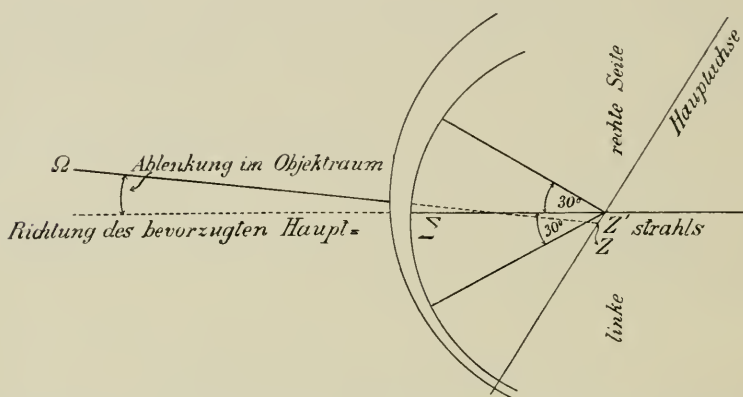 rechte Seite
Hauptachse
Ω Ablenkung im Objektraum
30°
Richtung des bevorzugten Haupt=
30°
Z' strahls
Z
linke